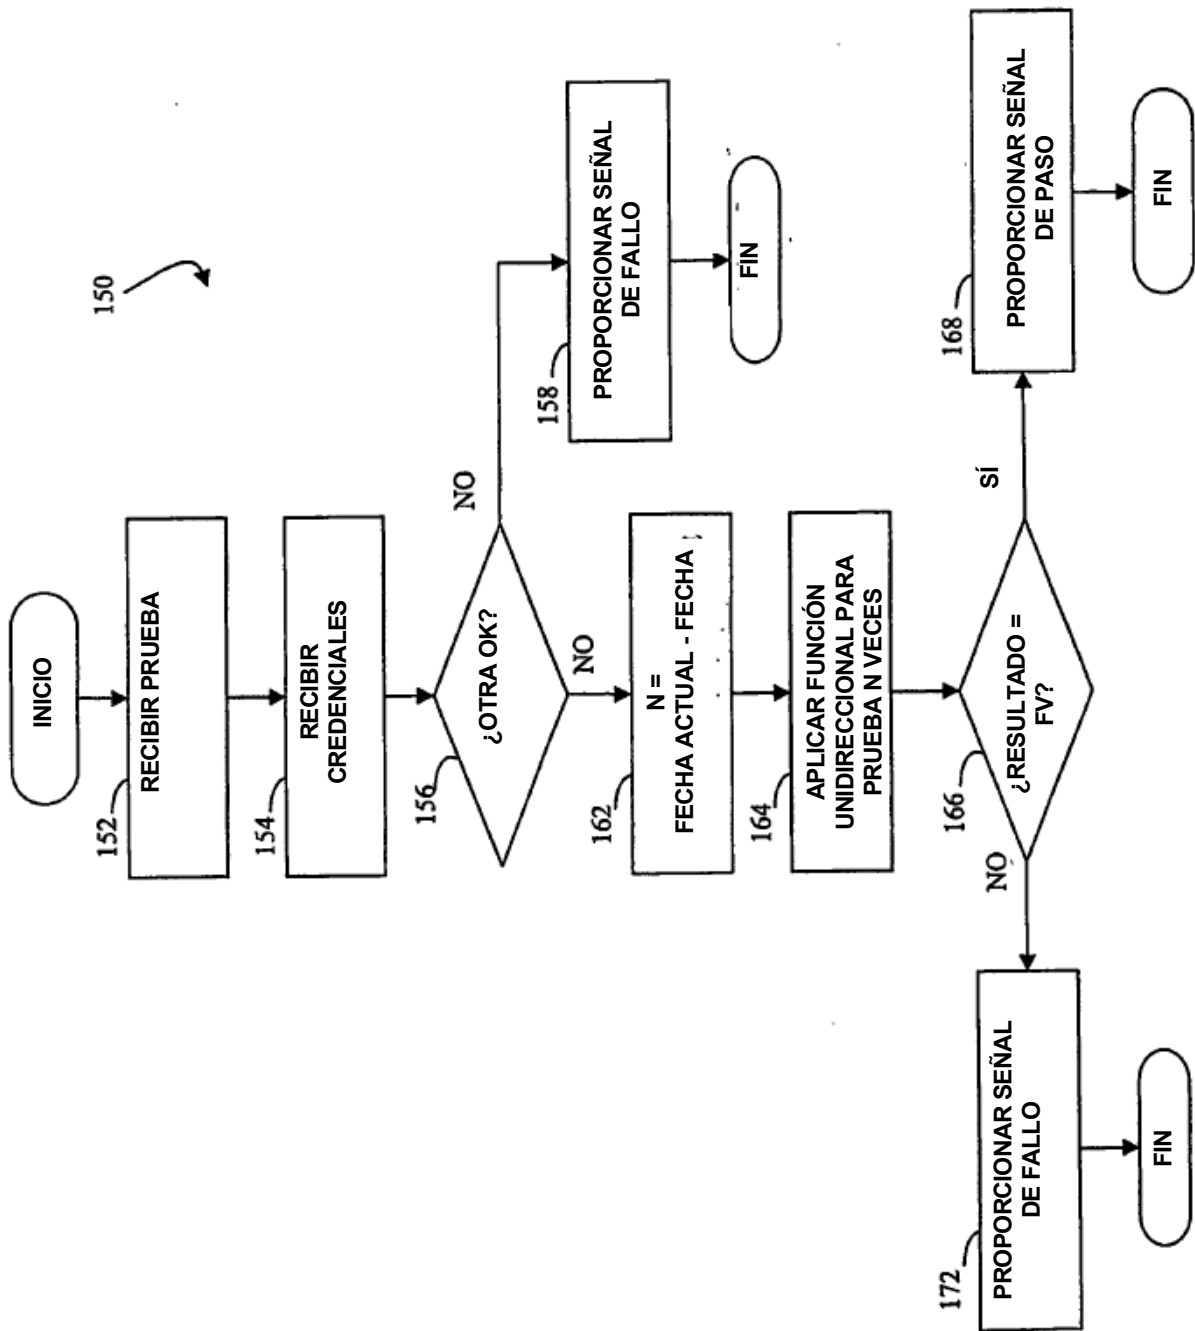 150
INICIO
152
RECIBIR PRUEBA
154
RECIBIR
CREDENCIALES
156
¿OTRA OK?
NO
158
PROPORCIONAR SEÑAL
DE FALLO
FIN
NO
162
N =
FECHA ACTUAL - FECHA
164
APLICAR FUNCIÓN
UNIDIRECCIONAL PARA
PRUEBA N VECES
166
¿RESULTADO =
FV?
SÍ
168
PROPORCIONAR SEÑAL
DE PASO
FIN
NO
172
PROPORCIONAR SEÑAL
DE FALLO
FIN